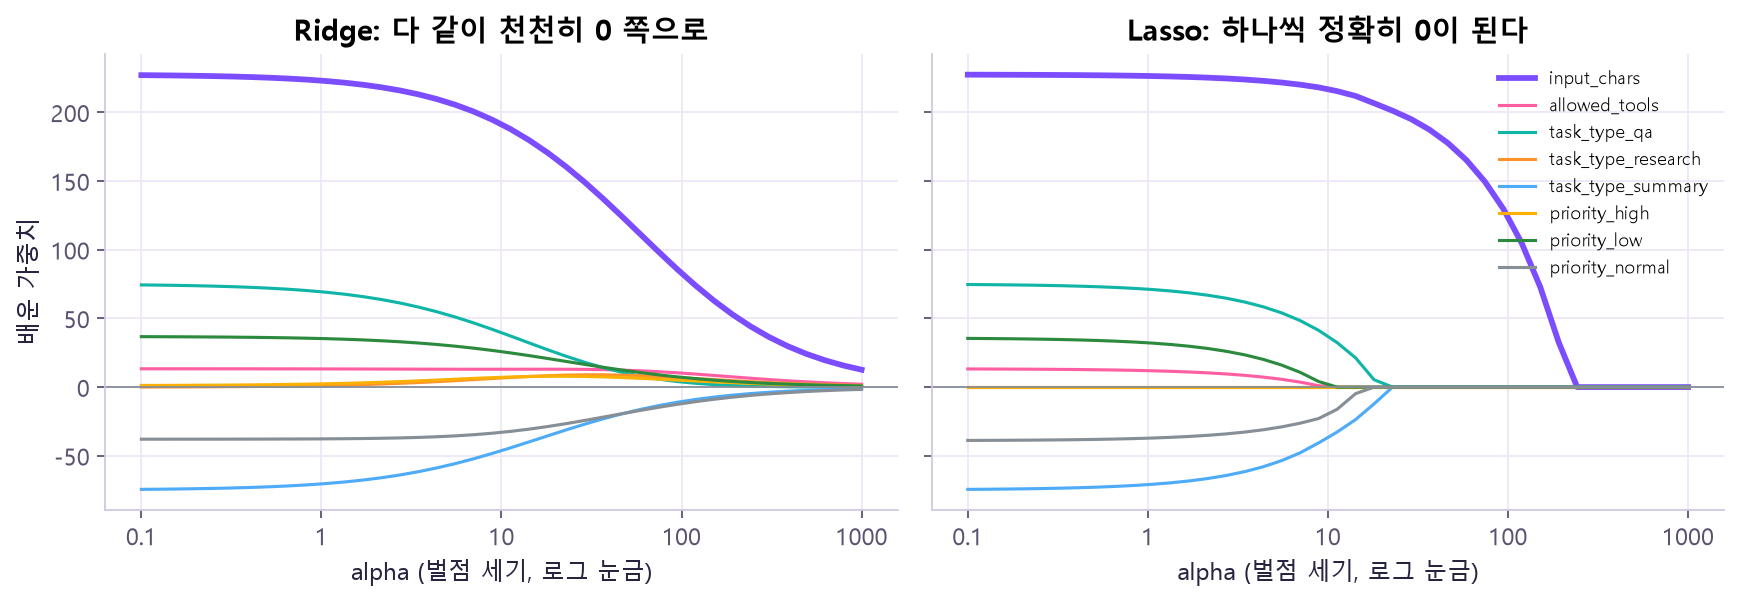 Ridge: 다 같이 천천히 0 쪽으로
배운 가중치
200
150
100
50
0
-50
0.1 1 10 100 1000
alpha (벌점 세기, 로그 눈금)
Lasso: 하나씩 정확히 0이 된다
input_chars
allowed_tools
task_type_qa
task_type_research
task_type_summary
priority_high
priority_low
priority_normal
0.1 1 10 100 1000
alpha (벌점 세기, 로그 눈금)